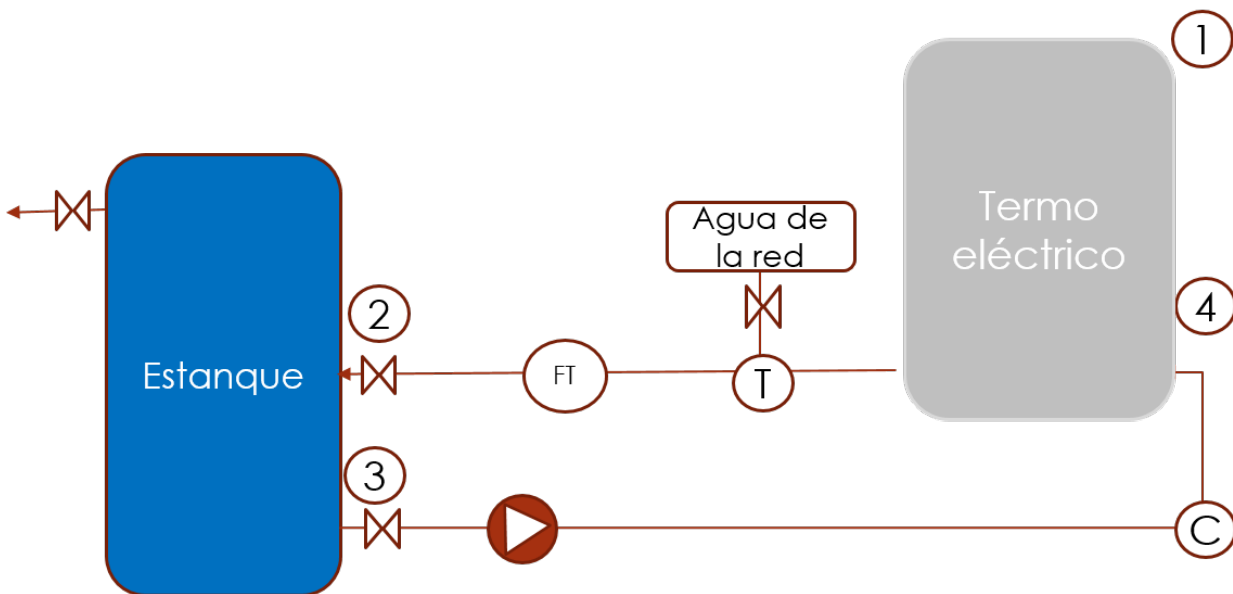 1
Termo
eléctrico
Agua de
la red
2
4
Estanque
FT
T
3
C